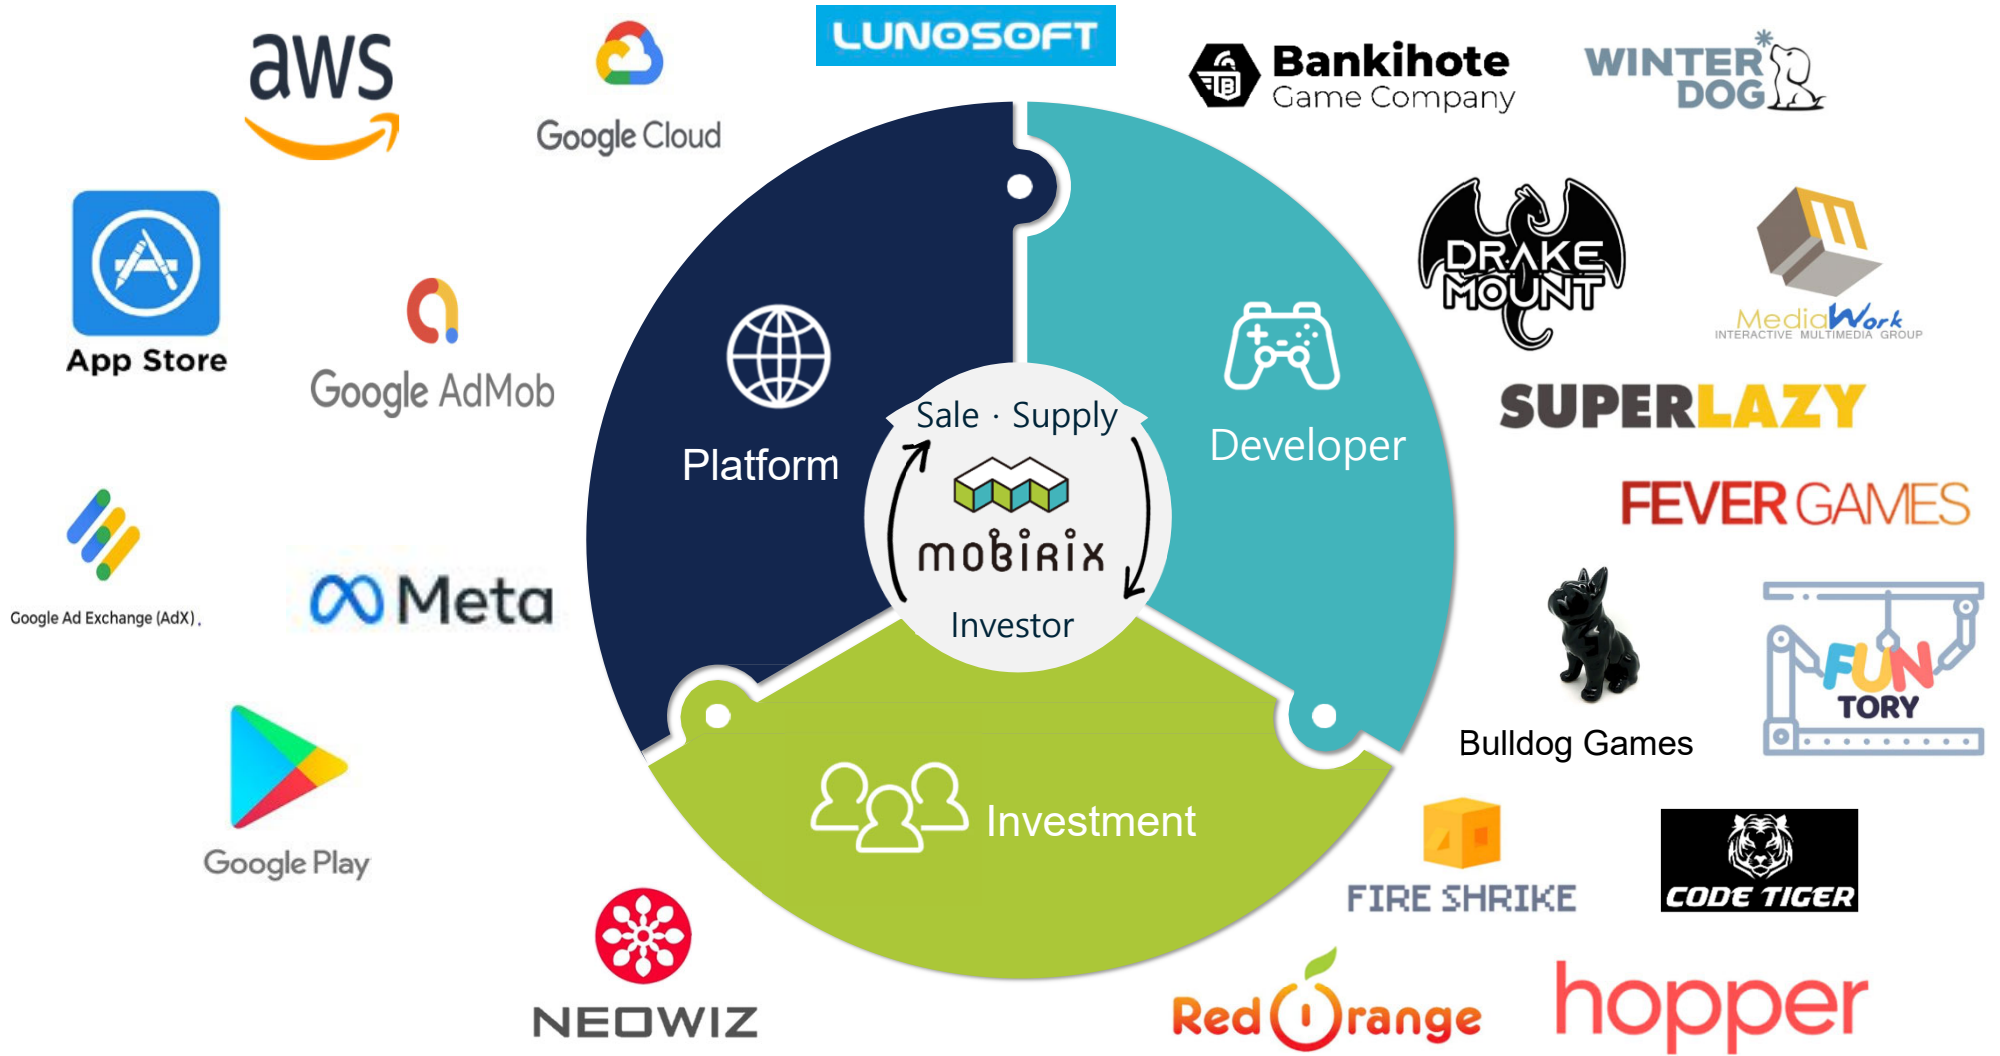 LUNOSOFT
aws
Google Cloud
Bankihote
Game Company
WINTER
DOG
App Store
Google AdMob
DRAKE
MOUNT
MediaWork
INTERACTIVE MULTIMEDIA GROUP
SUPERLAZY
Platform
Sale · Supply
mobirix
Investor
Developer
FEVER GAMES
Google Ad Exchange (AdX).
Meta
Bulldog Games
FUN
TORY
Google Play
Investment
FIRE SHRIKE
CODE TIGER
NEOWIZ
Red Orange
hopper